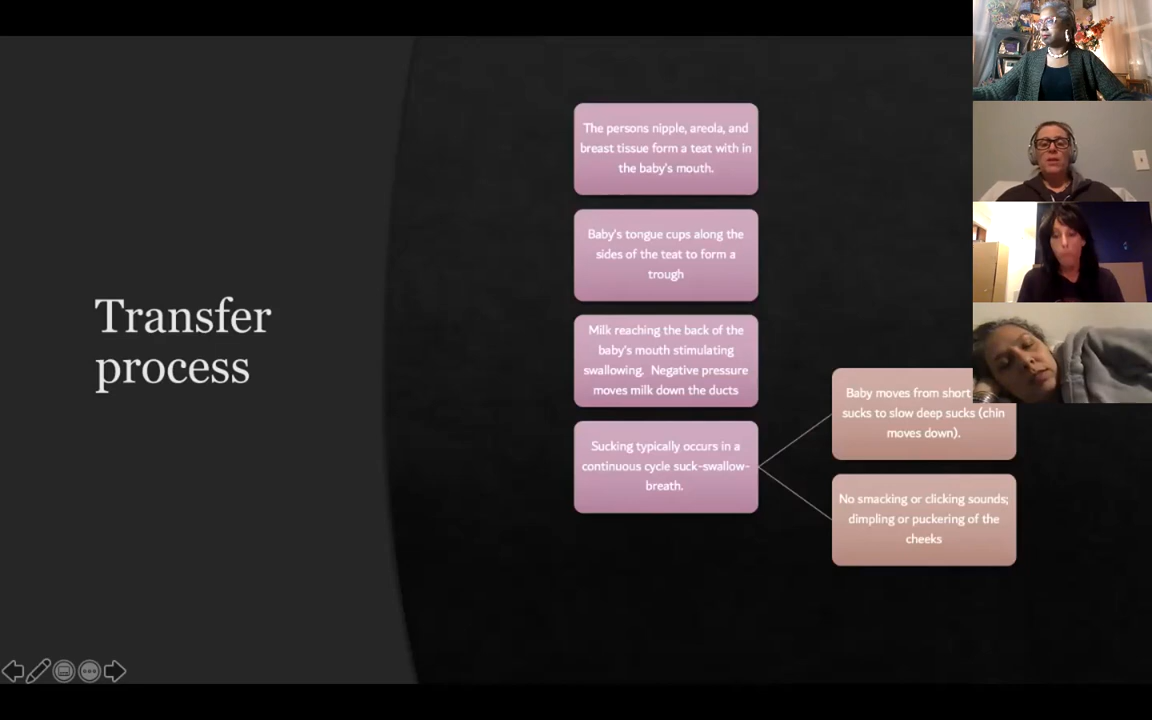 Transfer
process
The persons nipple, areola, and
breast tissue form a teat with in
the baby's mouth.
Baby's tongue cups along the
sides of the teat to form a
trough
Milk reaching the back of the
baby's mouth stimulating
swallowing.  Negative pressure
moves milk down the ducts
Sucking typically occurs in a
continuous cycle suck-swallow-
breath.
Baby moves from short
sucks to slow deep sucks (chin
moves down).
No smacking or clicking sounds;
dimpling or puckering of the
cheeks